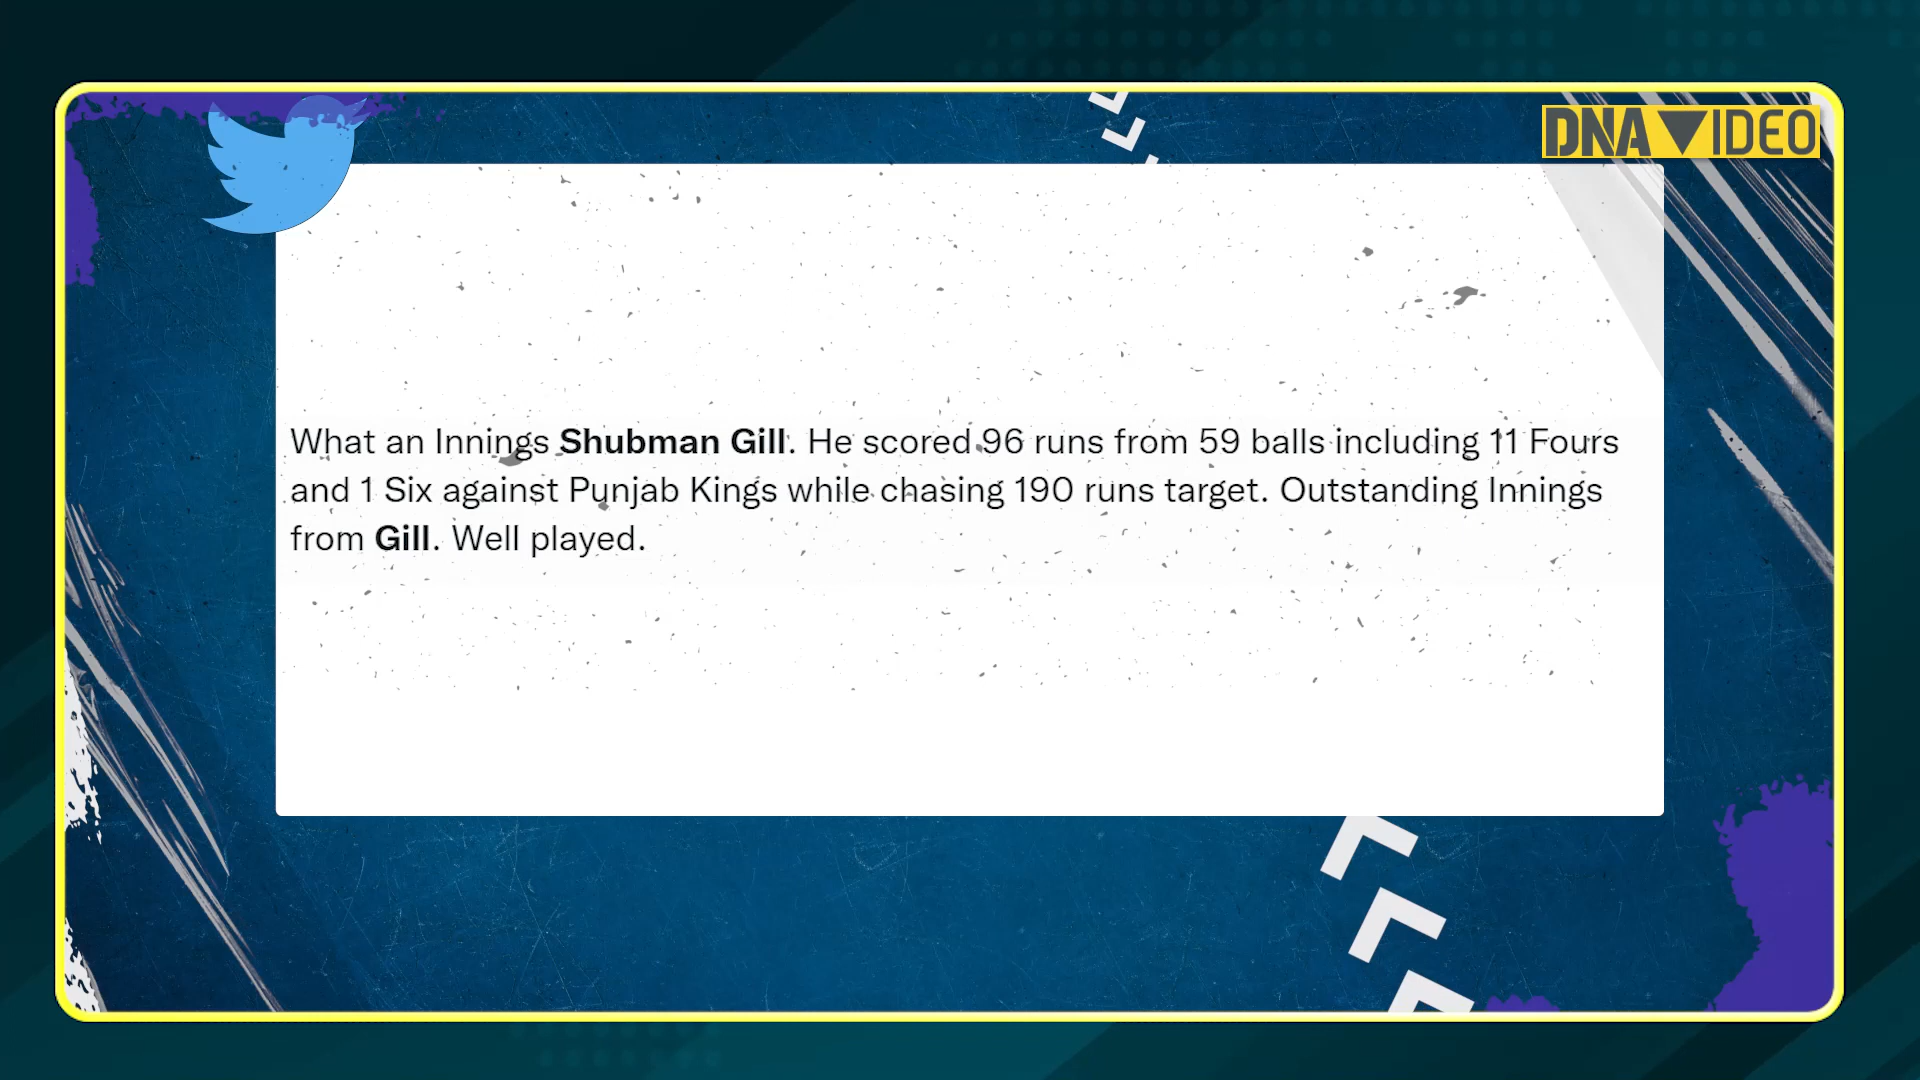 DNA VIDEO
What an Innings Shubman Gill. He scored 96 runs from 59 balls including 11 Fours
and 1 Six against Punjab Kings while chasing 190 runs target. Outstanding Innings
from Gill. Well played.